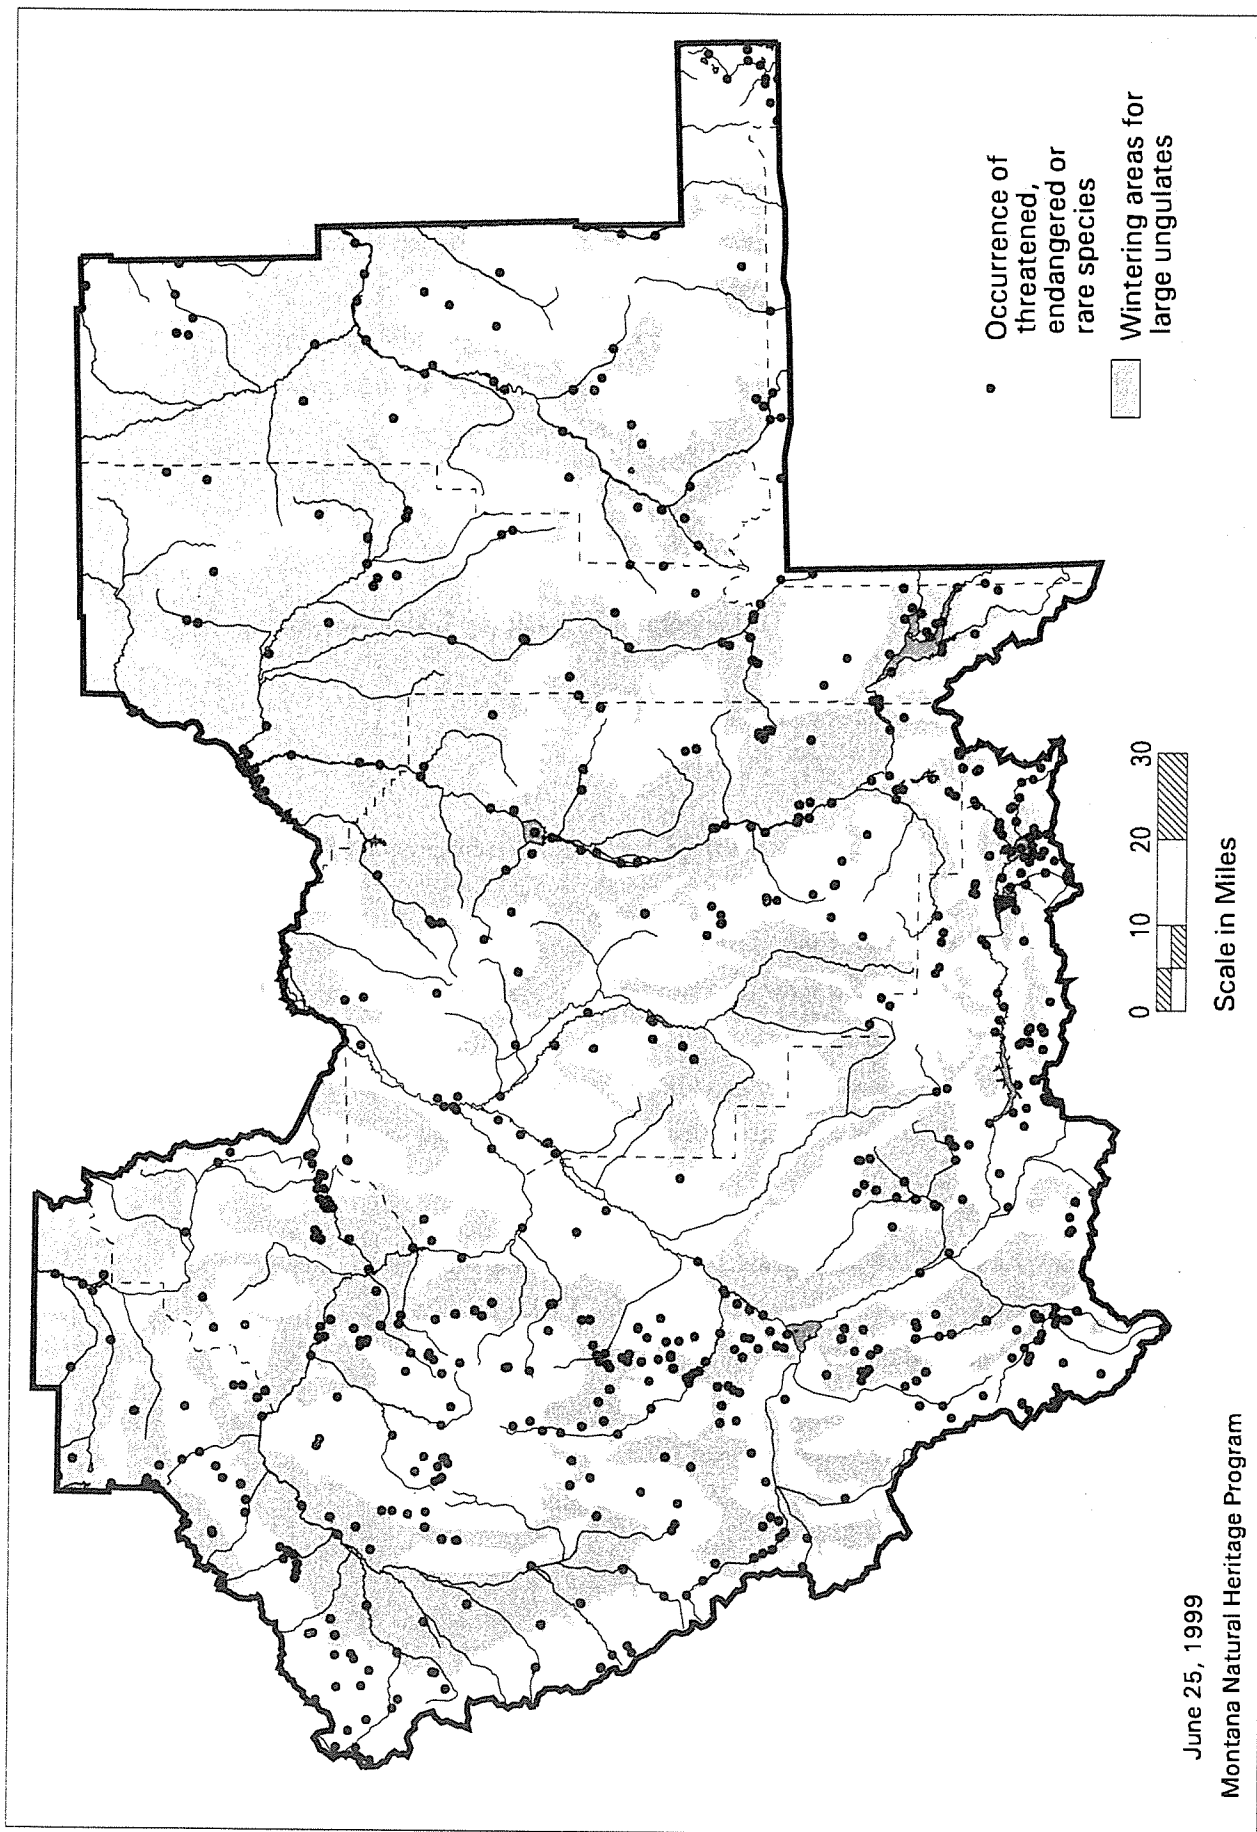 Occurrence of
threatened,
endangered or
rare species
Wintering areas for
large ungulates
0 10 20 30
Scale in Miles
June 25, 1999
Montana Natural Heritage Program